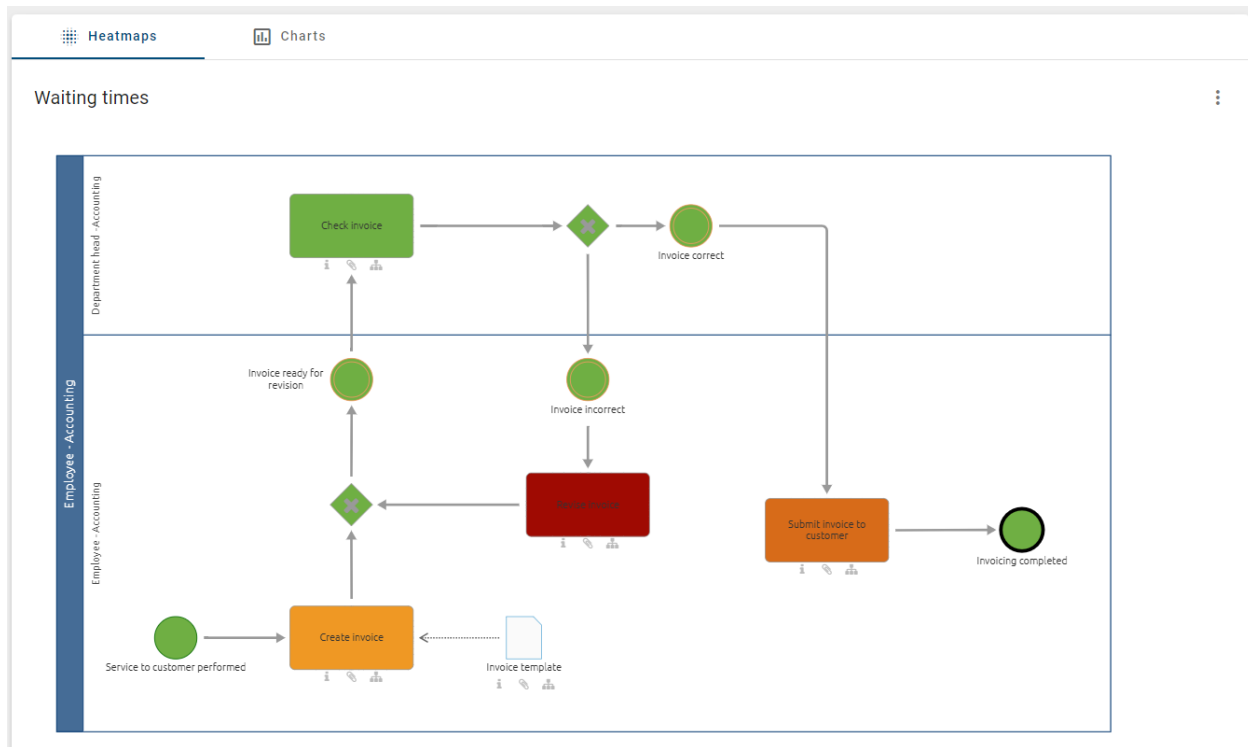 Heatmaps
Charts
Waiting times
Employee - Accounting
Department head - Accounting
Check invoice
Invoice correct
Invoice ready for
revision
Invoice incorrect
Employee - Accounting
Submit invoice to
customer
Invoicing completed
Create invoice
Service to customer performed
Invoice template